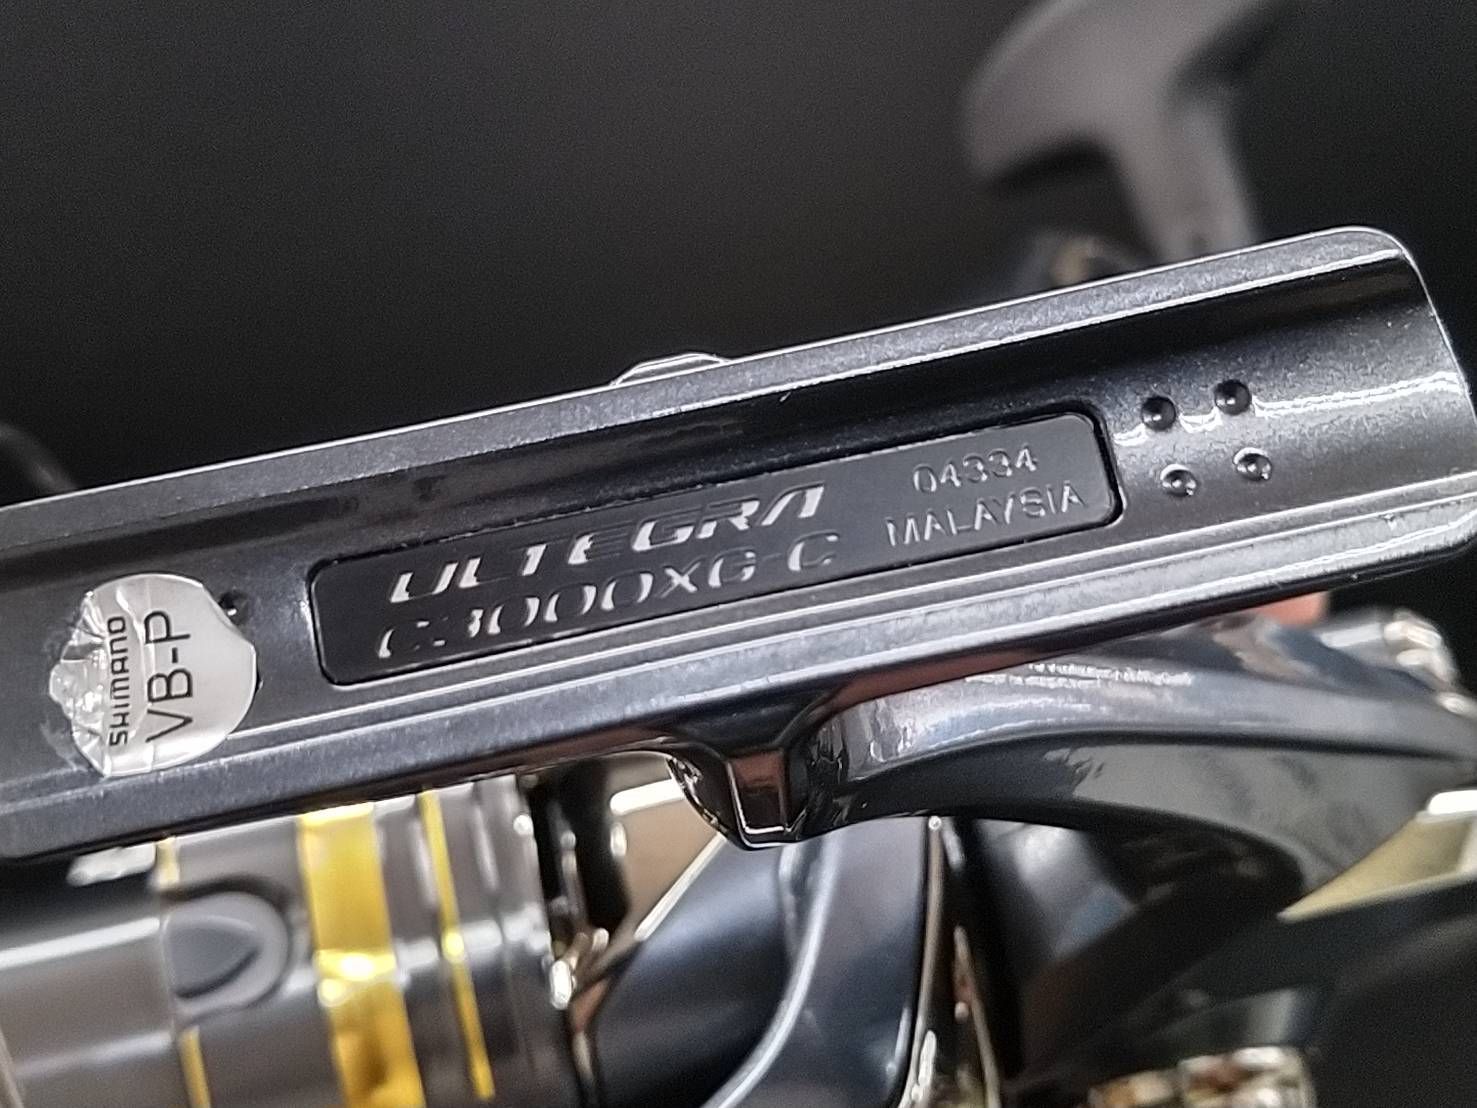 ULTEGRA
C3000XG-C
04334
MALAYSIA
SHIMANO
VB-P